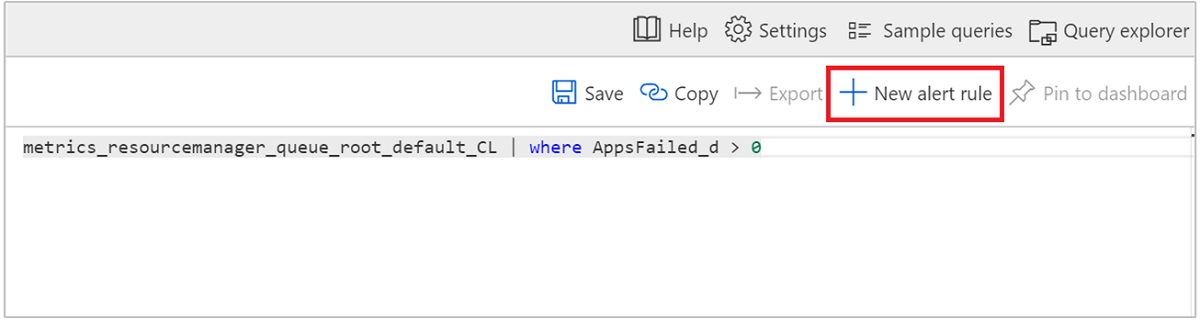 Help Settings Sample queries Query explorer
Save Copy Export New alert rule Pin to dashboard
metrics_resourcemanager_queue_root_default_CL | where AppsFailed_d > 0